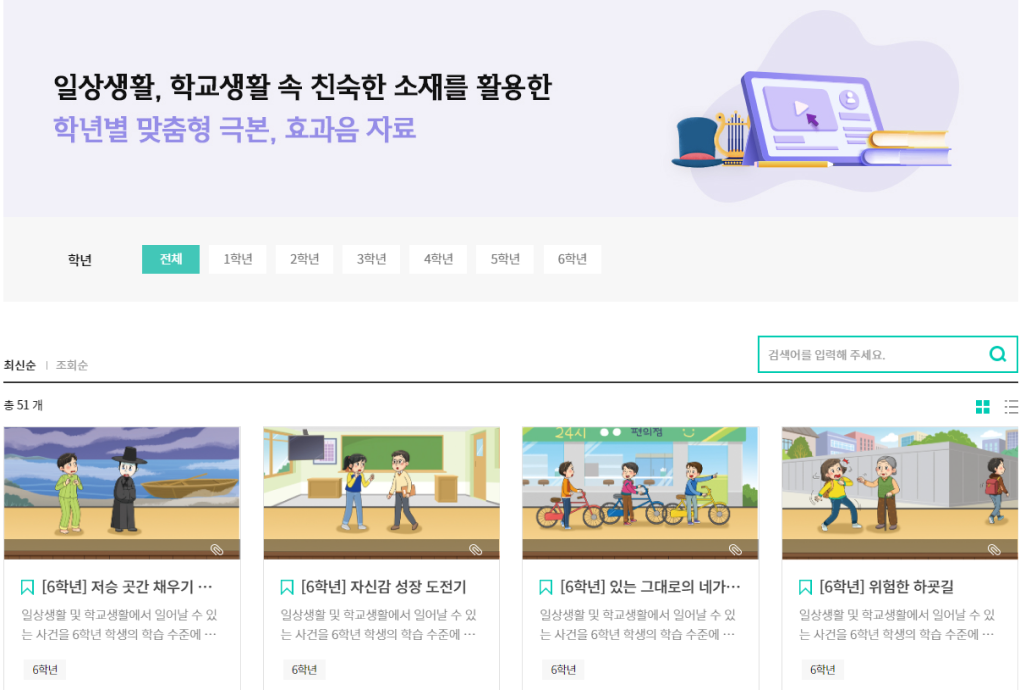 일상생활, 학교생활 속 친숙한 소재를 활용한
학년별 맞춤형 극본, 효과음 자료
학년 전체 1학년 2학년 3학년 4학년 5학년 6학년
검색어를 입력해 주세요.
최신순 조회순
총 51 개
24시 편의점
[6학년] 저승 곳간 채우기 ⋯
일상생활 및 학교생활에서 일어날 수 있
는 사건을 6학년 학생의 학습 수준에 ⋯
6학년
[6학년] 자신감 성장 도전기
일상생활 및 학교생활에서 일어날 수 있
는 사건을 6학년 학생의 학습 수준에 ⋯
6학년
[6학년] 있는 그대로의 네가⋯
일상생활 및 학교생활에서 일어날 수 있
는 사건을 6학년 학생의 학습 수준에 ⋯
6학년
[6학년] 위험한 하굣길
일상생활 및 학교생활에서 일어날 수 있
는 사건을 6학년 학생의 학습 수준에 ⋯
6학년